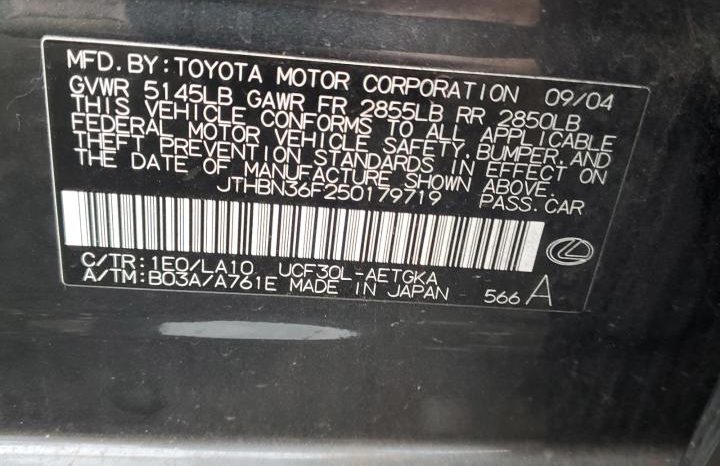 MFD. BY: TOYOTA MOTOR CORPORATION 09/04
GVWR 5145LB GAWR FR 2855LB RR 2850LB
THIS VEHICLE CONFORMS TO ALL APPLICABLE
FEDERAL MOTOR VEHICLE SAFETY, BUMPER, AND
THEFT PREVENTION STANDARDS IN EFFECT ON
THE DATE OF MANUFACTURE SHOWN ABOVE.
JTHBN36F250179719 PASS. CAR
C/TR: 1E0/LA10 UCF30L-AETGKA
A/TM: B03A/A761E MADE IN JAPAN 566 A